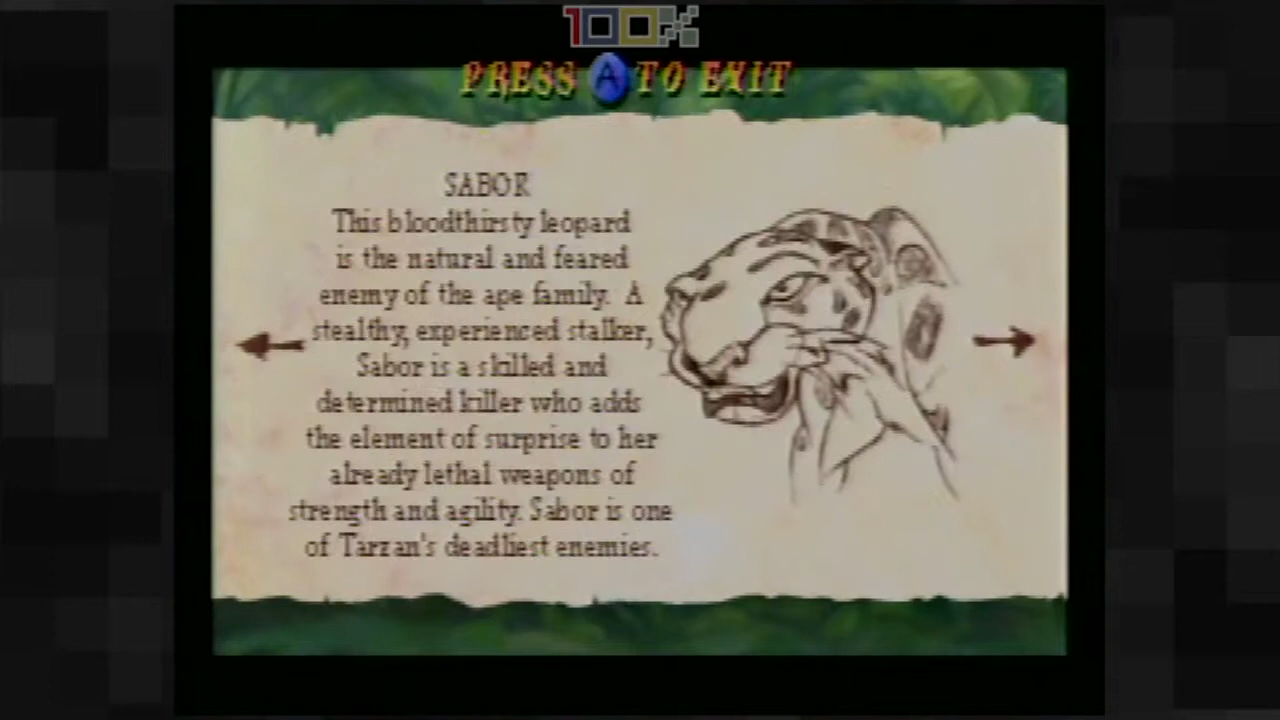 100%
PRESS A TO EXIT
SABOR
This bloodthirsty leopard
is the natural and feared
enemy of the ape family. A
stealthy, experienced stalker,
Sabor is a skilled and
determined killer who adds
the element of surprise to her
already lethal weapons of
strength and agility. Sabor is one
of Tarzan's deadliest enemies.